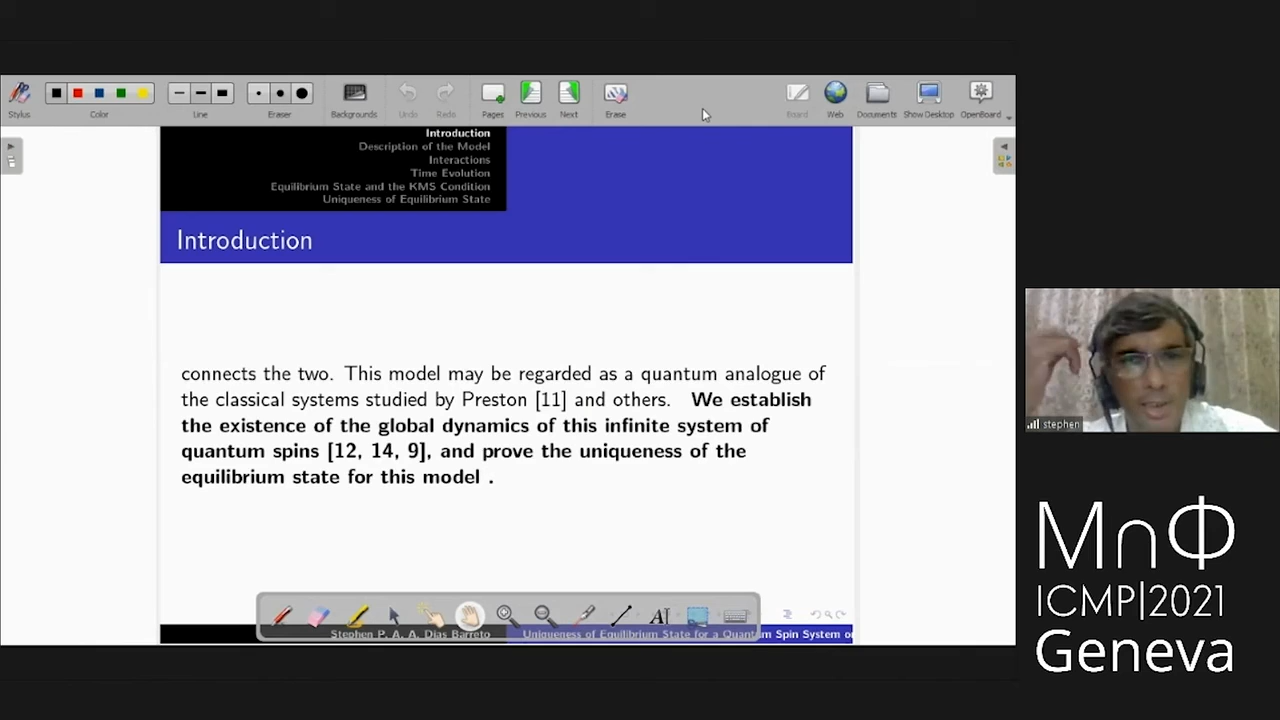 Stylus
Color
Line
Eraser
Backgrounds
Undo
Redo
Pages
Previous
Next
Erase
Board
Web
Documents
Show Desktop
OpenBoard
Introduction
Description of the Model
Interactions
Time Evolution
Equilibrium State and the KMS Condition
Uniqueness of Equilibrium State
Introduction
connects the two. This model may be regarded as a quantum analogue of
the classical systems studied by Preston [11] and others. We establish
the existence of the global dynamics of this infinite system of
quantum spins [12, 14, 9], and prove the uniqueness of the
equilibrium state for this model .
Stephen P. A. A. Dias Barreto
Uniqueness of Equilibrium State for a Quantum Spin System o
stephen
M∩Φ
ICMP|2021
Geneva